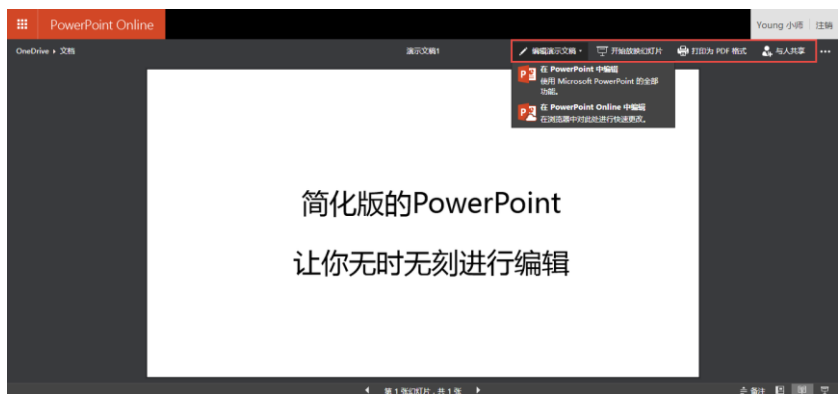 PowerPoint Online
Young 小师 注销
OneDrive ▸ 文档
演示文稿1
编辑演示文稿 开始放映幻灯片 打印为 PDF 格式 与人共享 •••
在 PowerPoint 中编辑
使用 Microsoft PowerPoint 的全部
功能。
在 PowerPoint Online 中编辑
在浏览器中对此处进行快速更改。
简化版的PowerPoint
让你无时无刻进行编辑
第 1 张幻灯片，共 1 张
备注